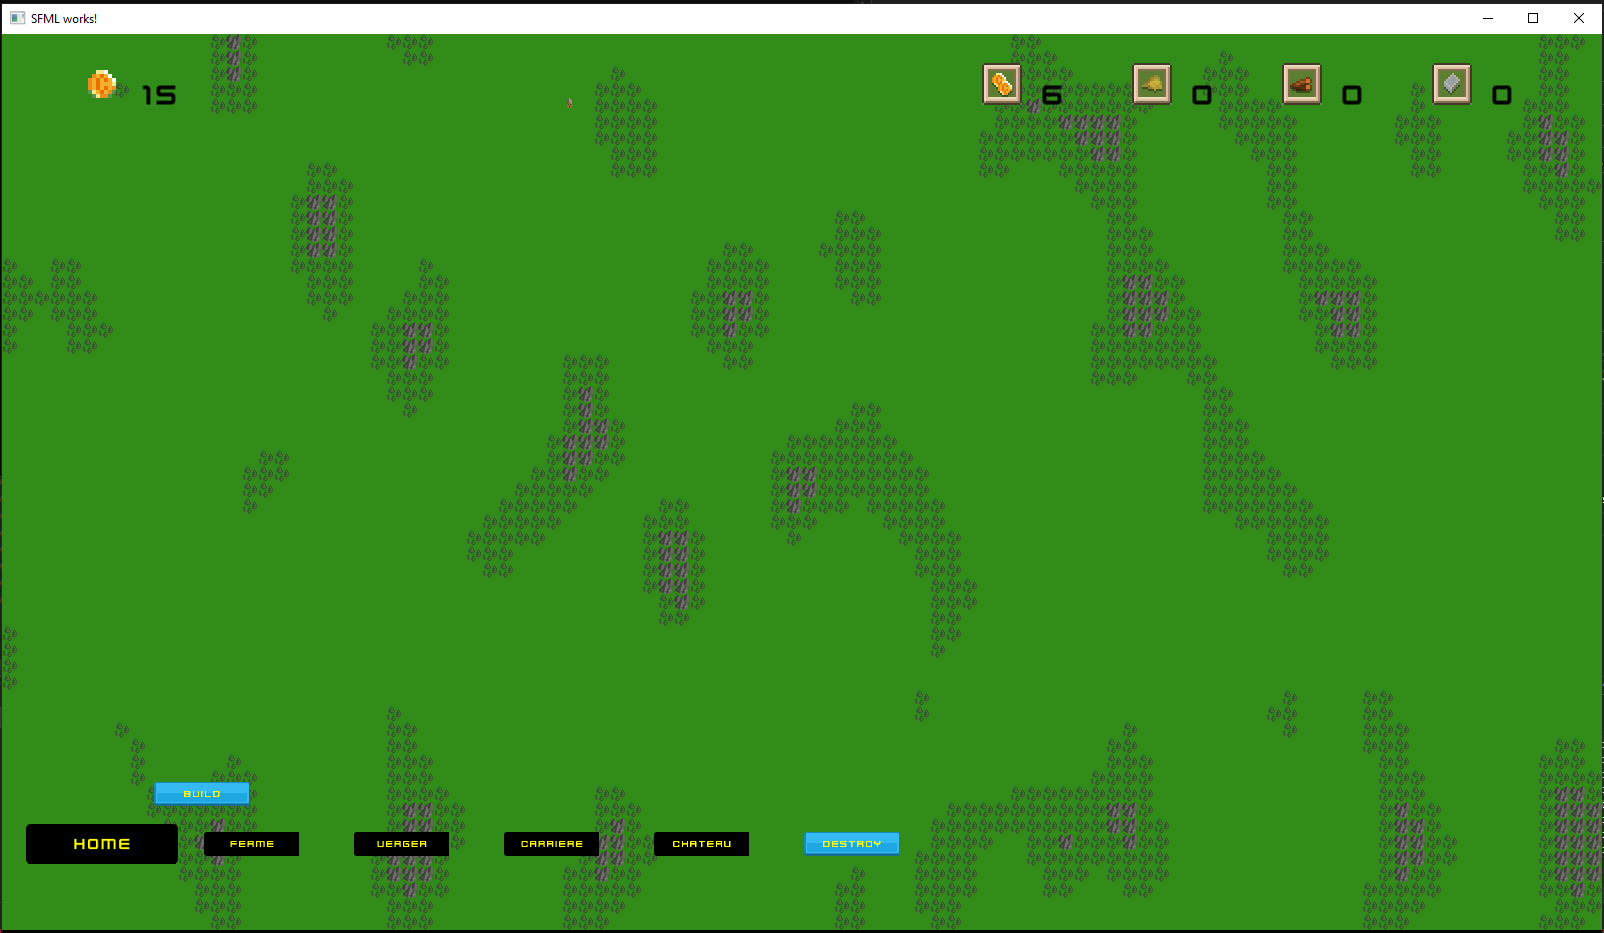 SFML works!
15
6
0
0
0
BUILD
HOME
FERME
VERGER
CARRIERE
CHATEAU
DESTROY